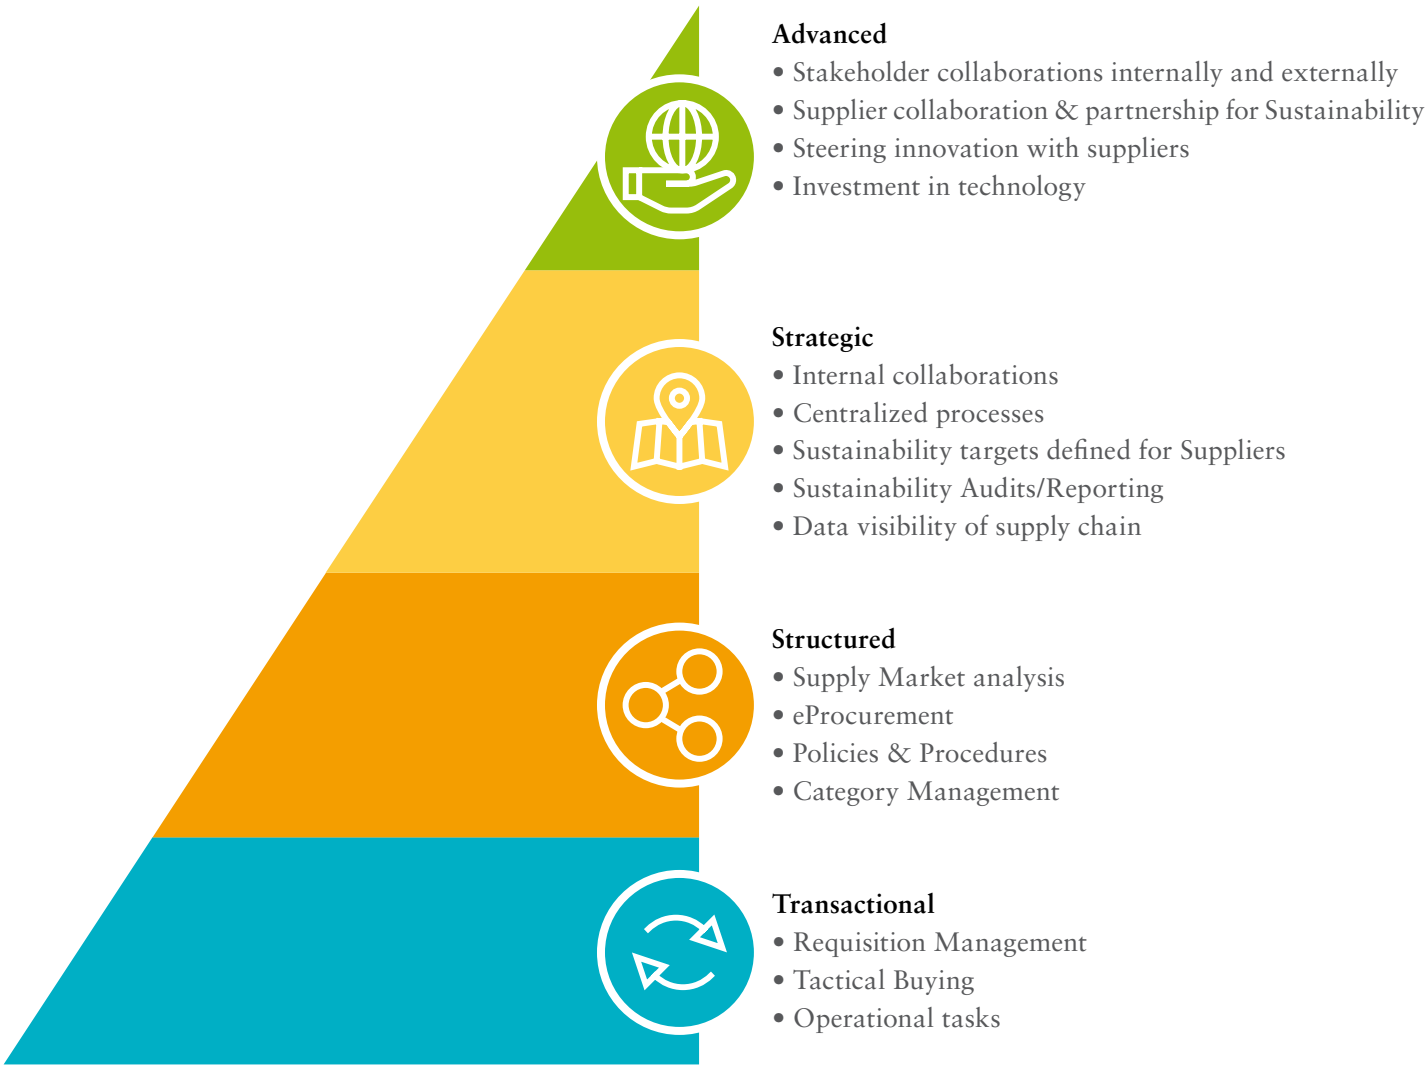 Advanced
• Stakeholder collaborations internally and externally
• Supplier collaboration & partnership for Sustainability
• Steering innovation with suppliers
• Investment in technology
Strategic
• Internal collaborations
• Centralized processes
• Sustainability targets defined for Suppliers
• Sustainability Audits/Reporting
• Data visibility of supply chain
Structured
• Supply Market analysis
• eProcurement
• Policies & Procedures
• Category Management
Transactional
• Requisition Management
• Tactical Buying
• Operational tasks